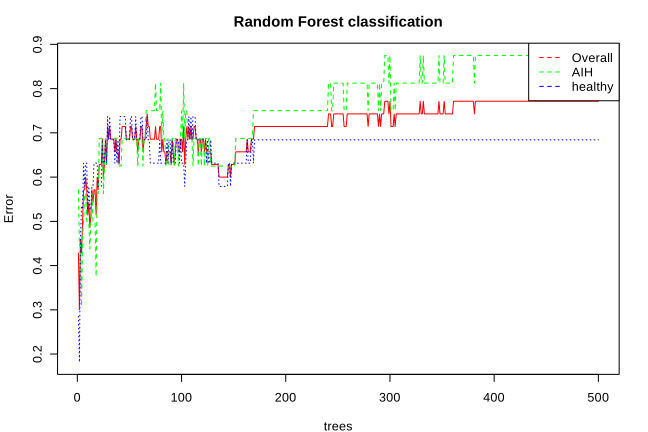 Random Forest classification
Error
0.9
0.8
0.7
0.6
0.5
0.4
0.3
0.2
Overall
AIH
healthy
0 100 200 300 400 500
trees